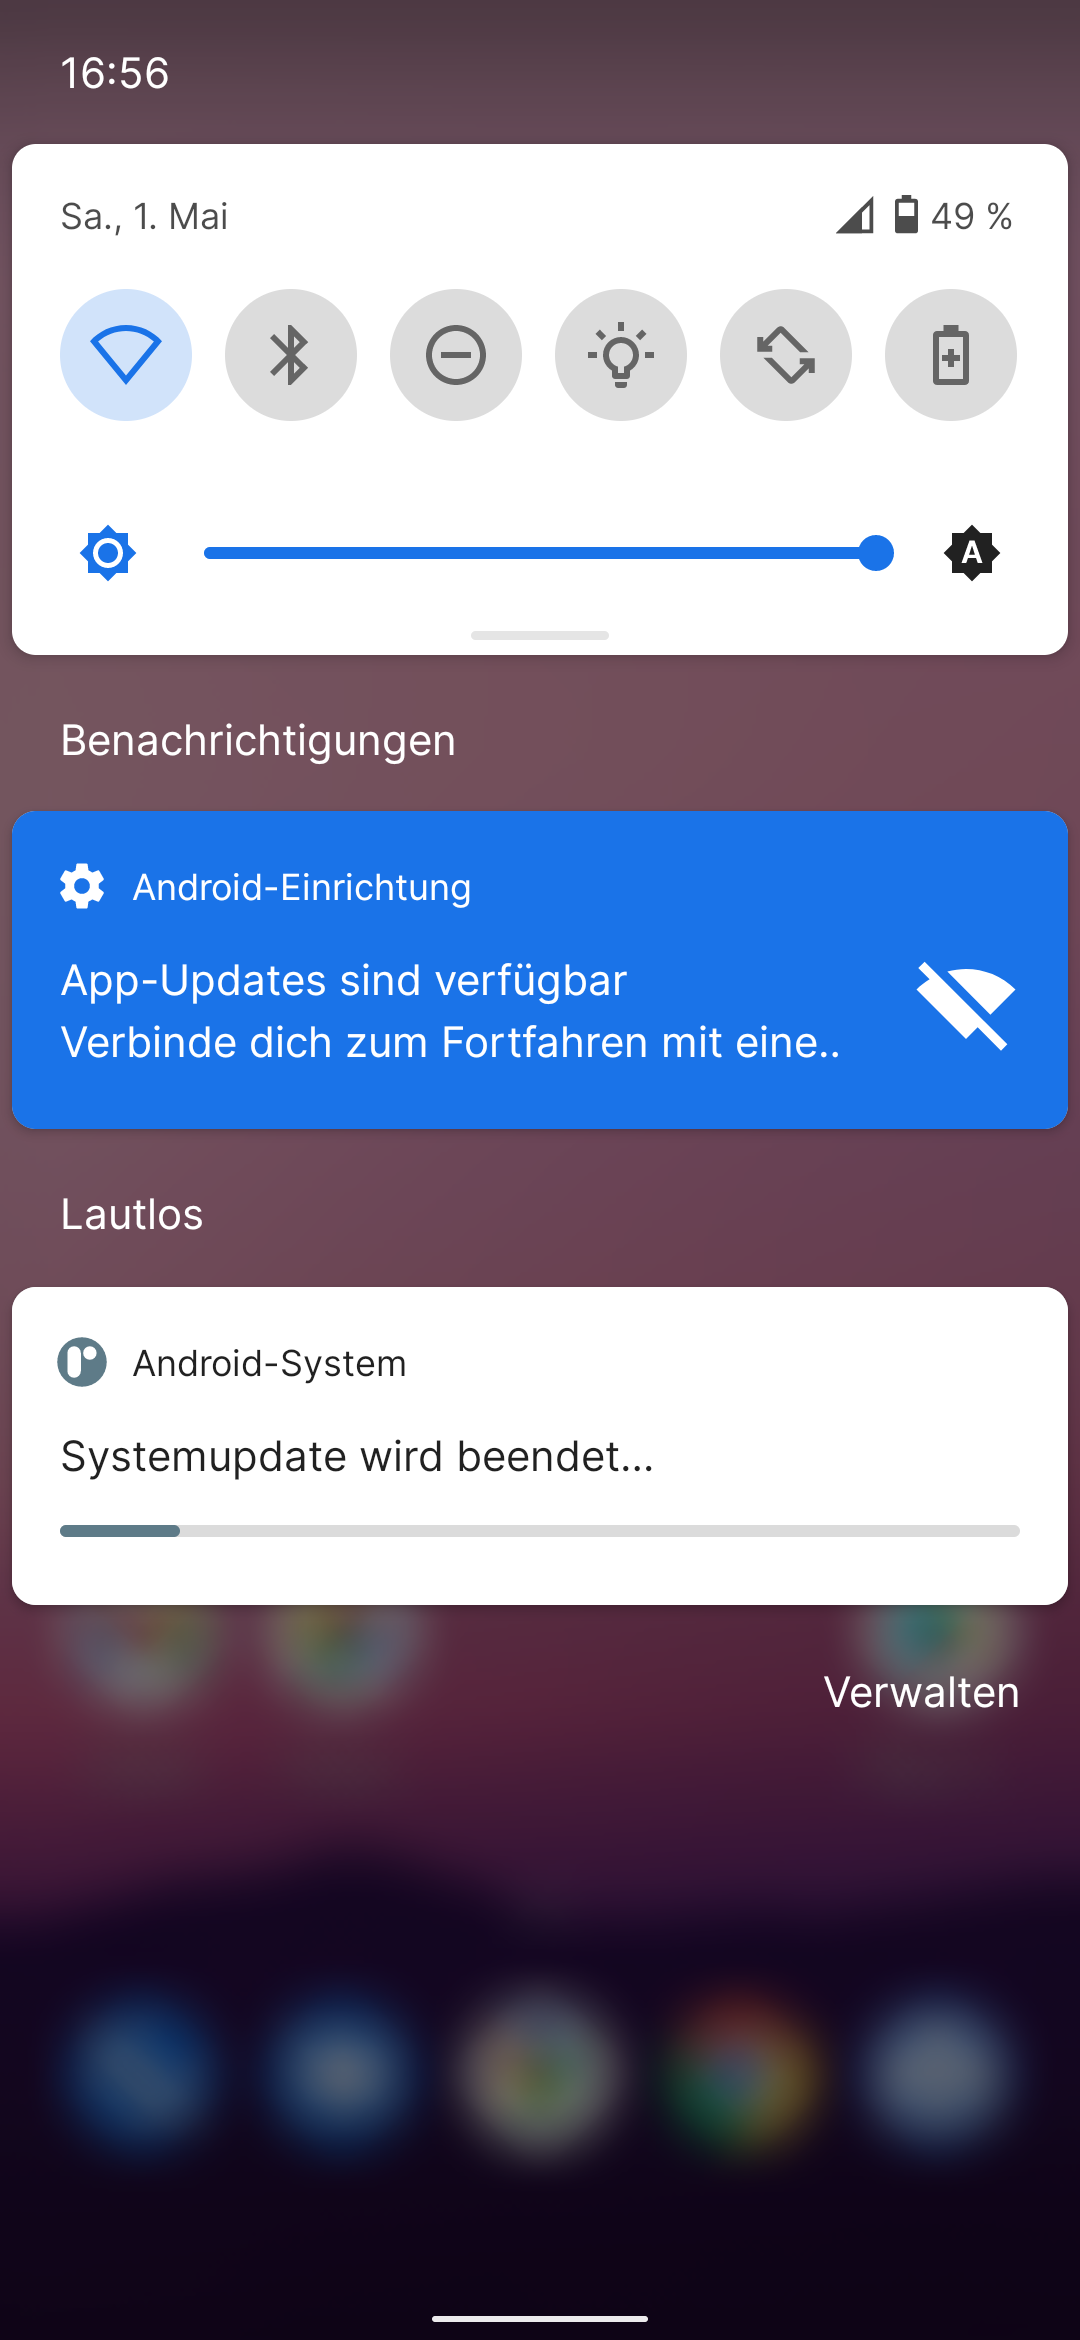 16:56
Sa., 1. Mai
49 %
A
Benachrichtigungen
Android-Einrichtung
App-Updates sind verfügbar
Verbinde dich zum Fortfahren mit eine..
Lautlos
Android-System
Systemupdate wird beendet…
Verwalten